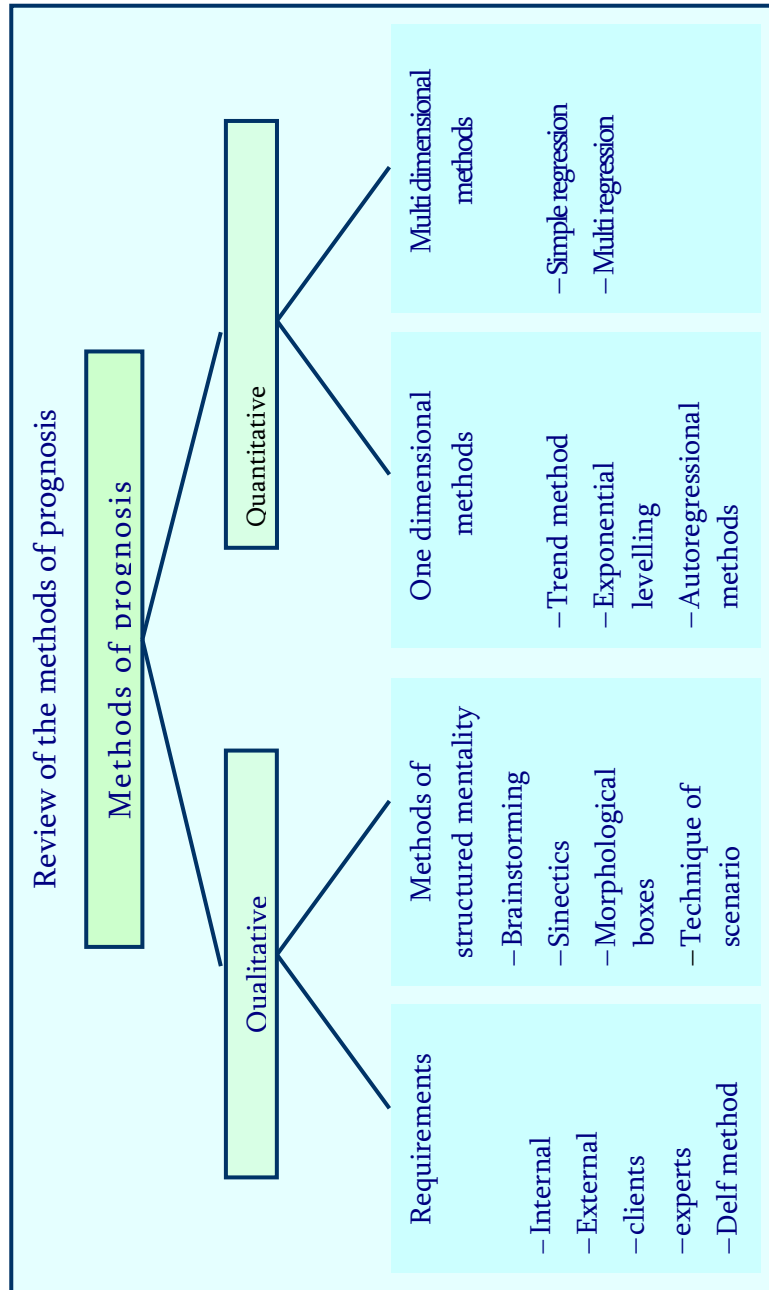 Review of the methods of prognosis
Methods of prognosis
Qualitative
Quantitative
Requirements
– Internal
– External
–clients
–experts
–Delf method
Methods of
structured mentality
–Brainstorming
–Sinectics
–Morphological
boxes
–Technique of
scenario
One dimensional
methods
–Trend method
–Exponential
levelling
–Autoregressional
methods
Multi dimensional
methods
–Simple regression
–Multi regression